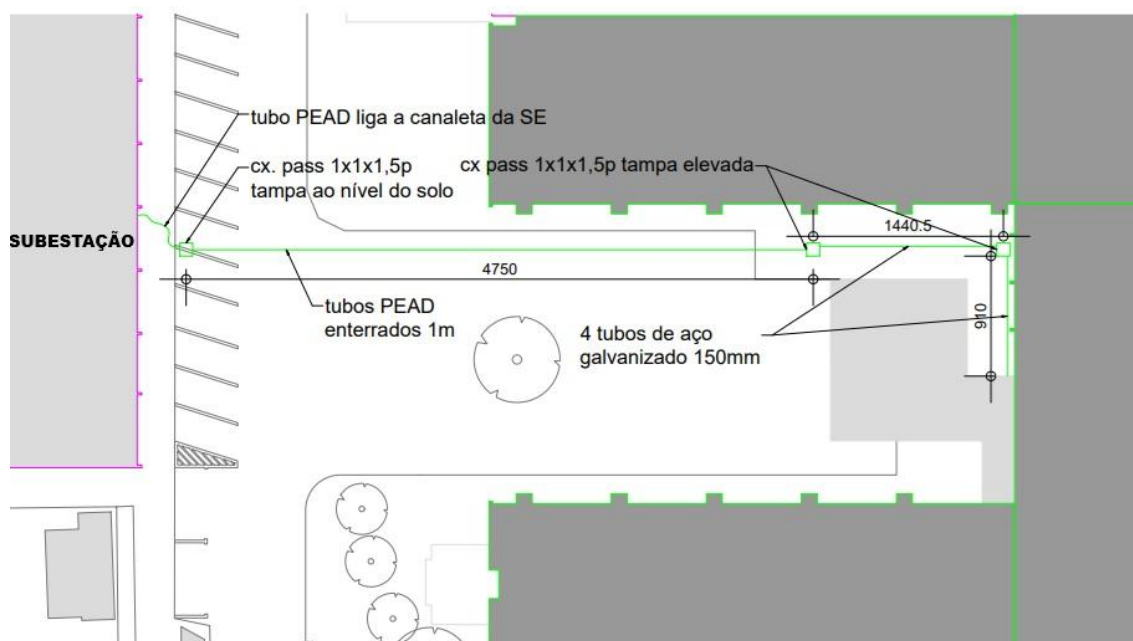 tubo PEAD liga a canaleta da SE
cx. pass 1x1x1,5p
tampa ao nível do solo
cx pass 1x1x1,5p tampa elevada
SUBESTAÇÃO
1440.5
4750
910
tubos PEAD
enterrados 1m
4 tubos de aço
galvanizado 150mm